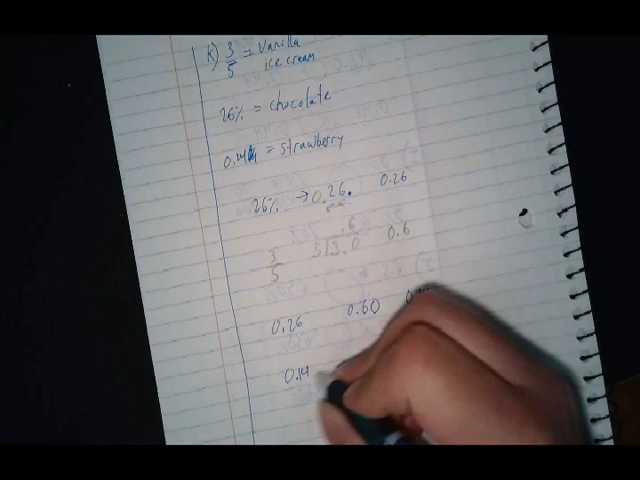 k) 3/5 = Vanilla
ice cream
26% = chocolate
0.14 = strawberry
26% → 0.26. 0.26
3/5 .6 5)3.0 0.6
0.26 0.60
0.14